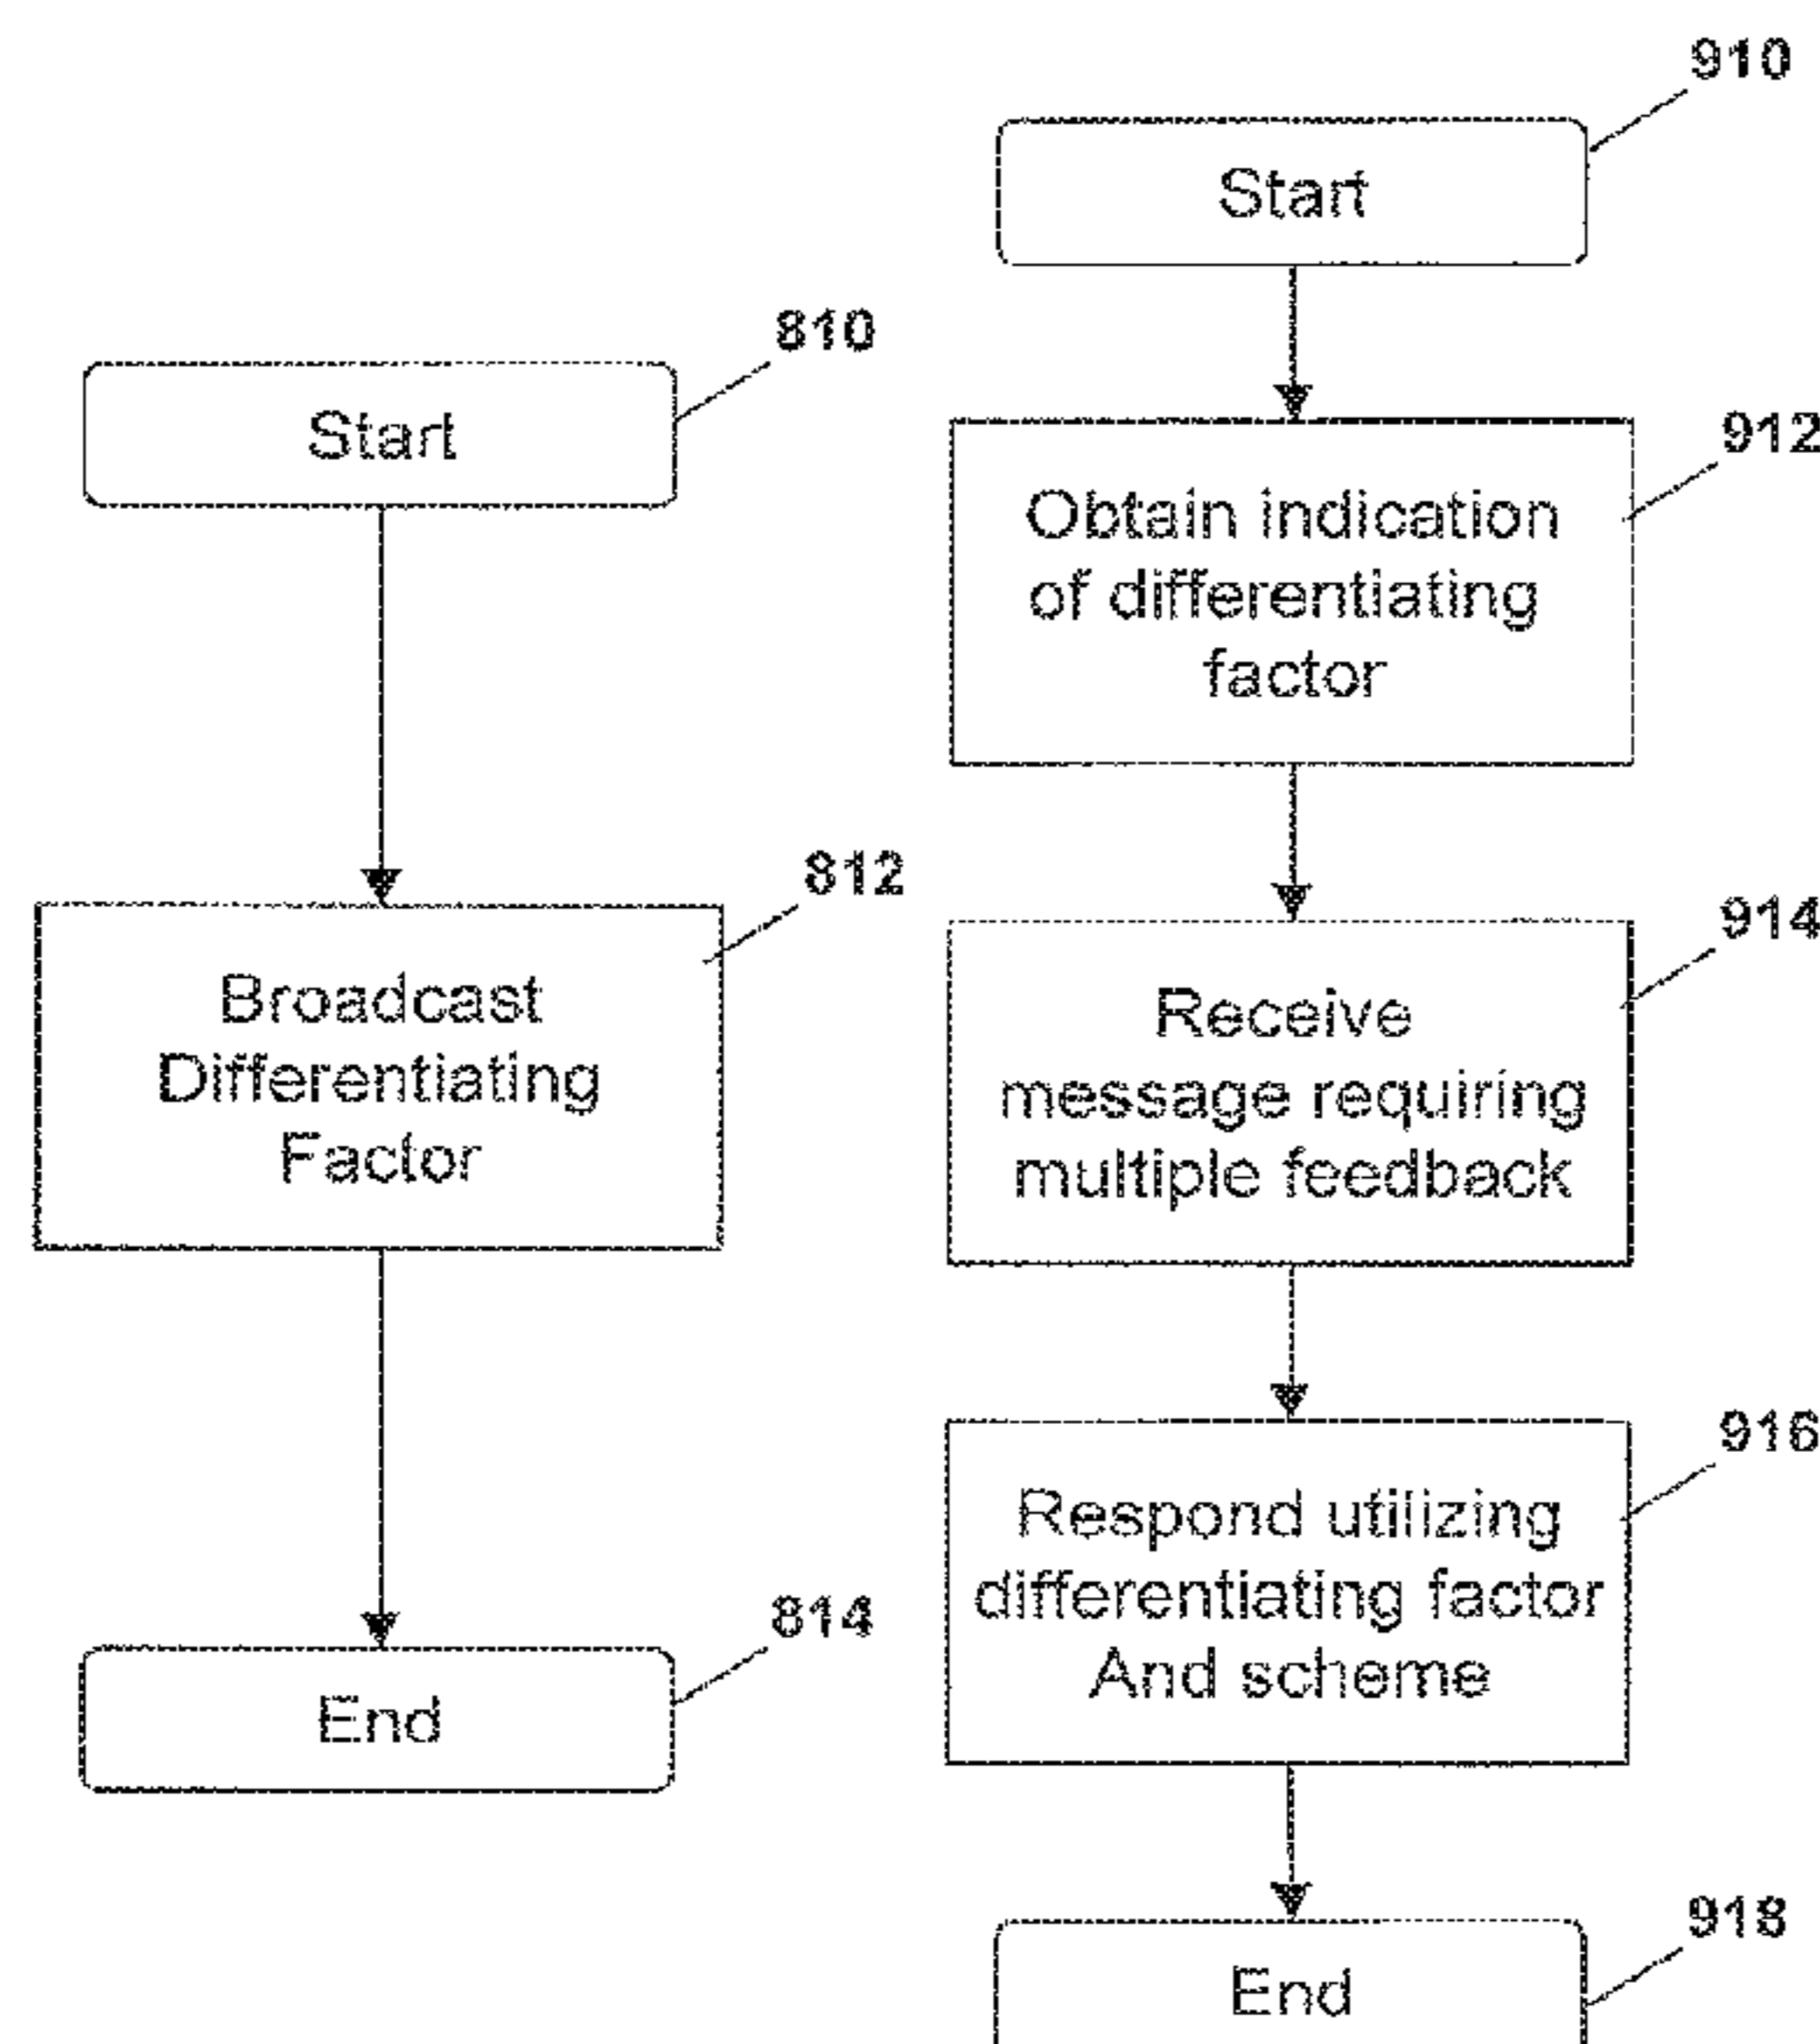 810
Start
812
Broadcast
Differentiating
Factor
814
End
910
Start
912
Obtain indication
of differentiating
factor
914
Receive
message requiring
multiple feedback
916
Respond utilizing
differentiating factor
And scheme
918
End